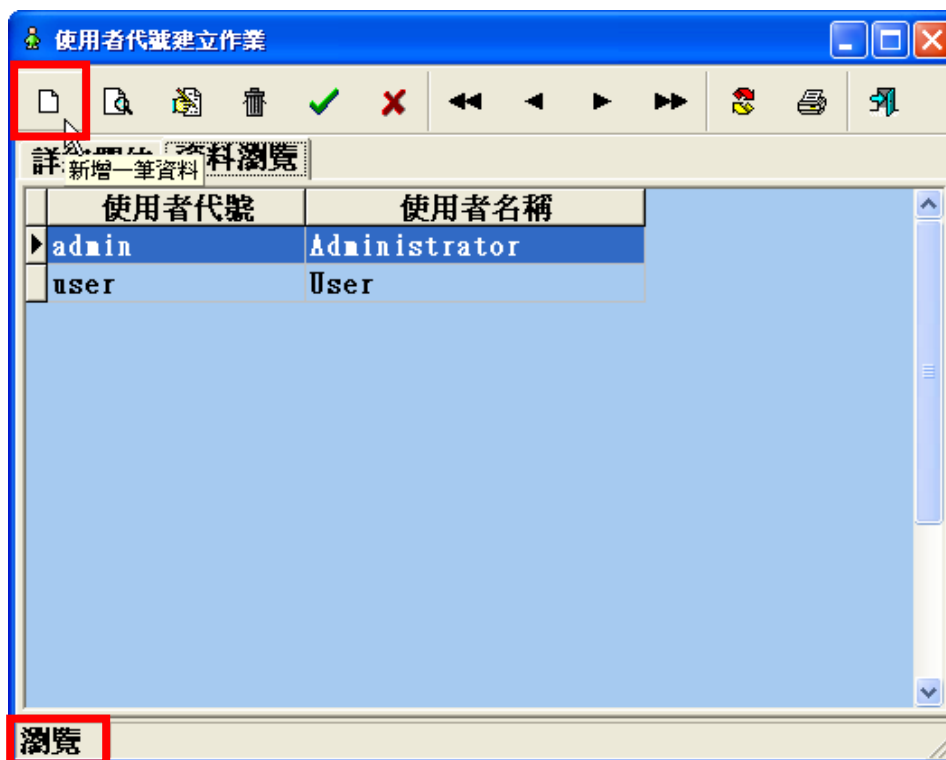 使用者代號建立作業
資料瀏覽
新增一筆資料
使用者代號 使用者名稱
admin Administrator
user User
瀏覽